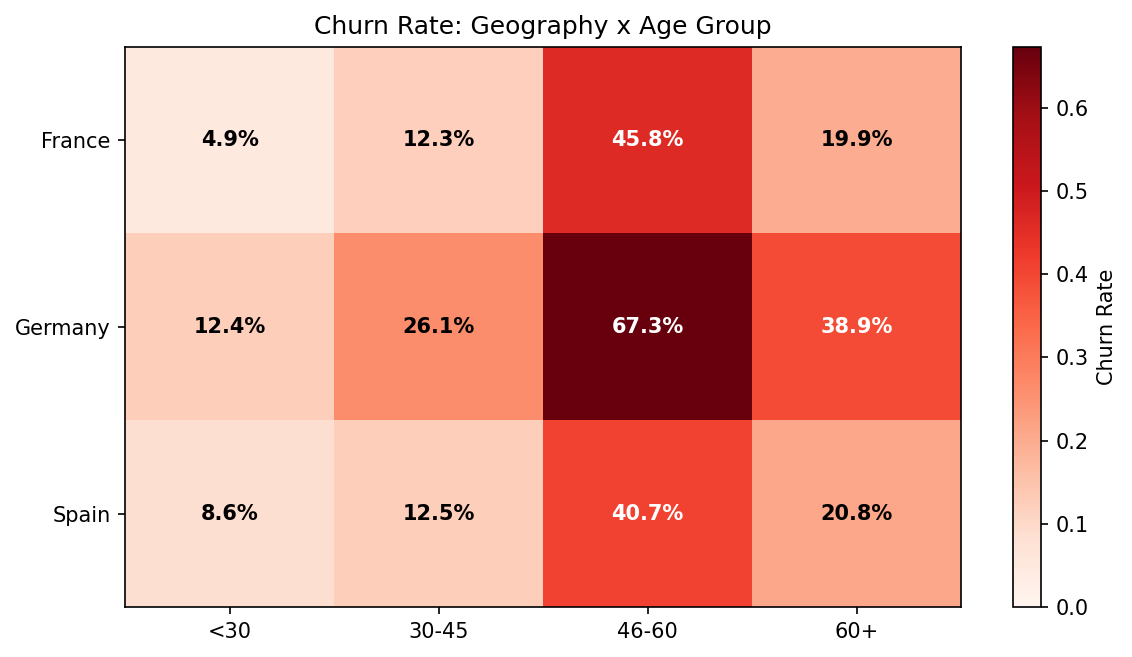 Churn Rate: Geography x Age Group
France 4.9% 12.3% 45.8% 19.9%
Germany 12.4% 26.1% 67.3% 38.9%
Spain 8.6% 12.5% 40.7% 20.8%
<30 30-45 46-60 60+
0.6
0.5
0.4
0.3
0.2
0.1
0.0
Churn Rate